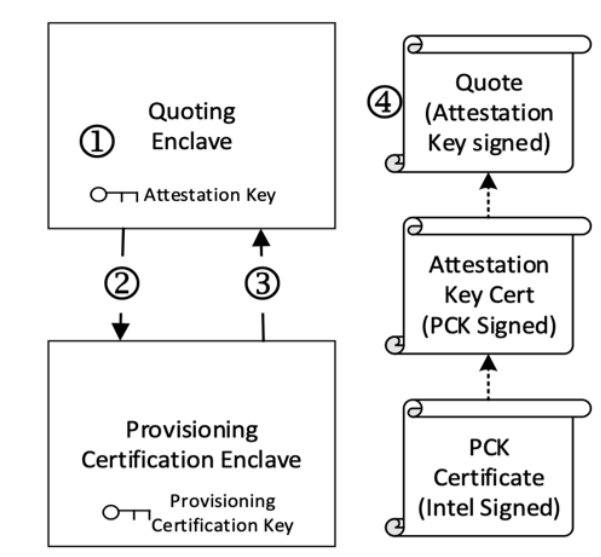 Quoting
Enclave
①
Attestation Key
②
③
Provisioning
Certification Enclave
Provisioning
Certification Key
④
Quote
(Attestation
Key signed)
Attestation
Key Cert
(PCK Signed)
PCK
Certificate
(Intel Signed)